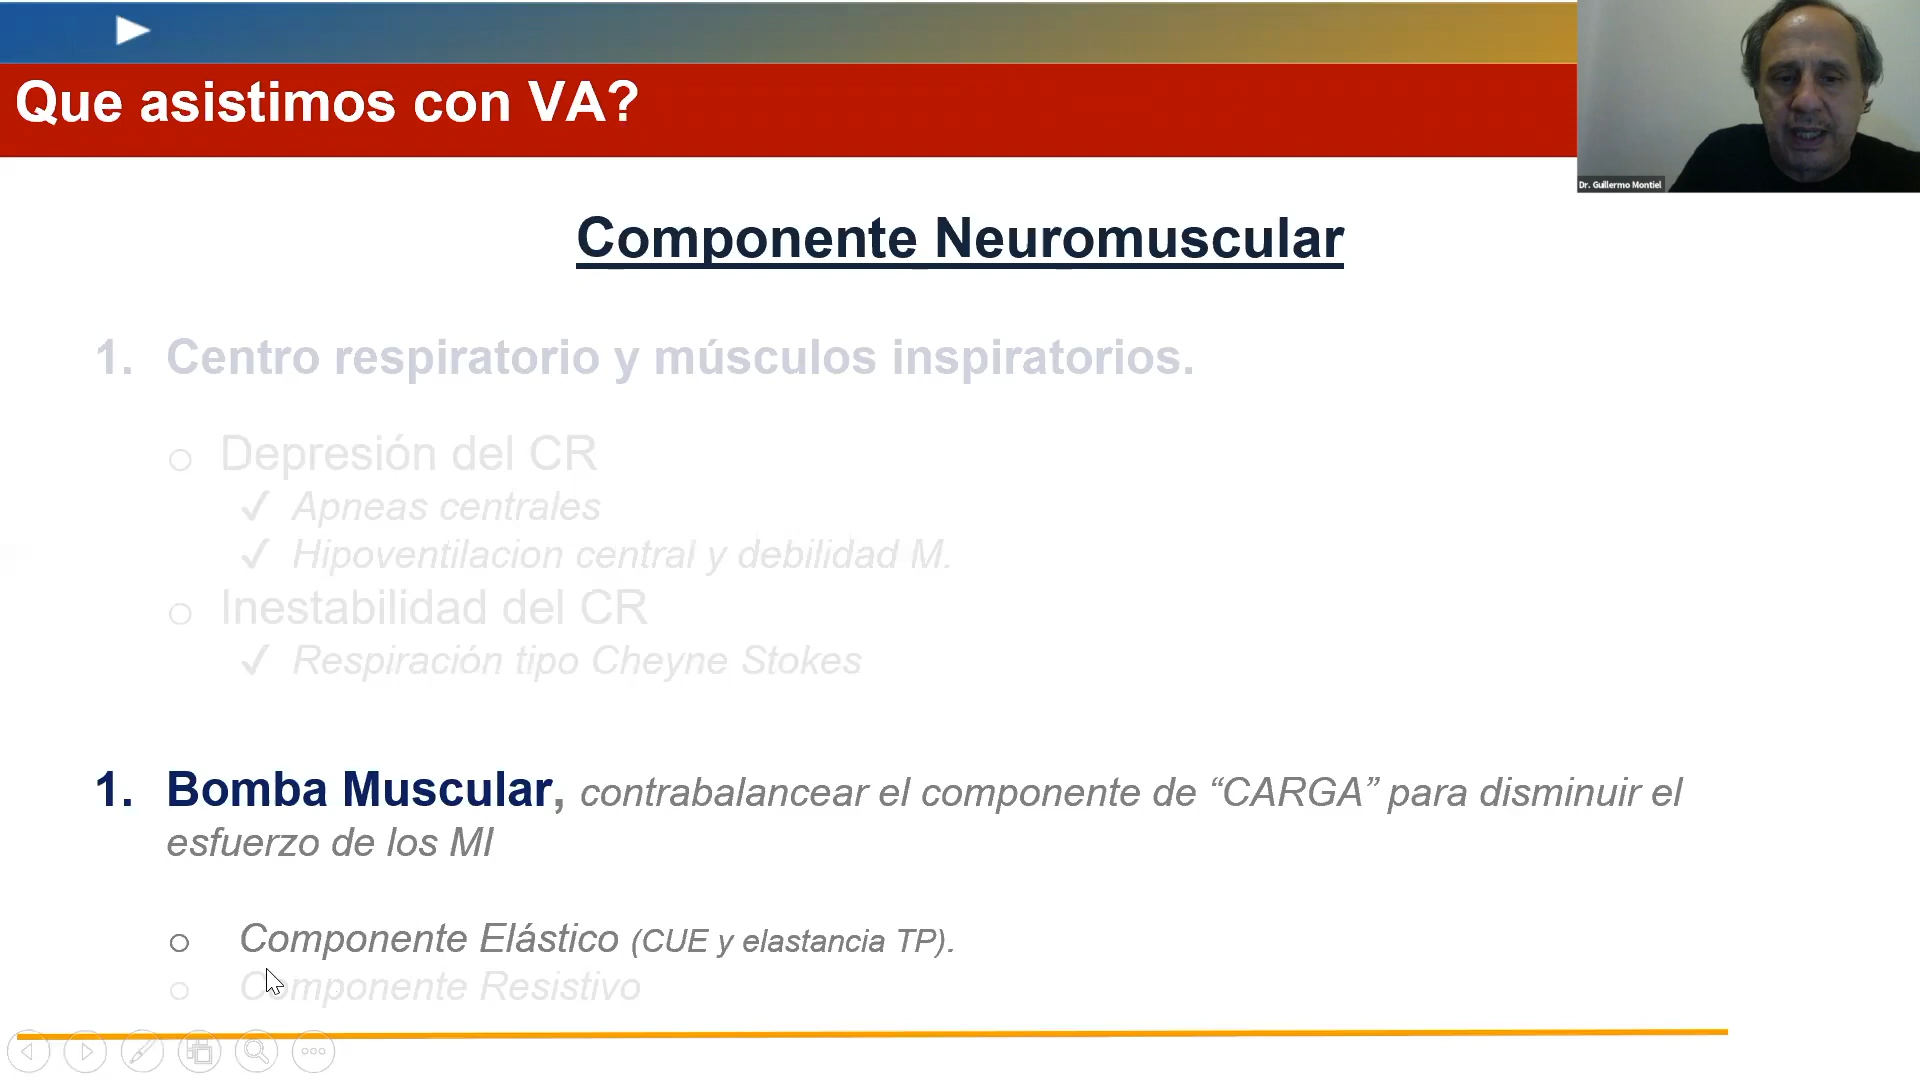 Que asistimos con VA?
Dr. Guillermo Montiel
Componente Neuromuscular
1. Centro respiratorio y músculos inspiratorios.
o Depresión del CR
✓ Apneas centrales
✓ Hipoventilacion central y debilidad M.
o Inestabilidad del CR
✓ Respiración tipo Cheyne Stokes
1. Bomba Muscular, contrabalancear el componente de “CARGA” para disminuir el
esfuerzo de los MI
o Componente Elástico (CUE y elastancia TP).
o Componente Resistivo